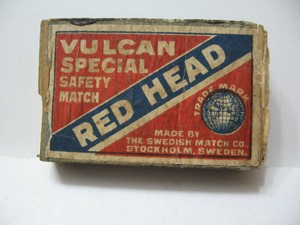 VULCAN
SPECIAL
SAFETY
MATCH
RED HEAD
TRADE MARK
MADE BY
THE SWEDISH MATCH CO.
STOCKHOLM, SWEDEN.